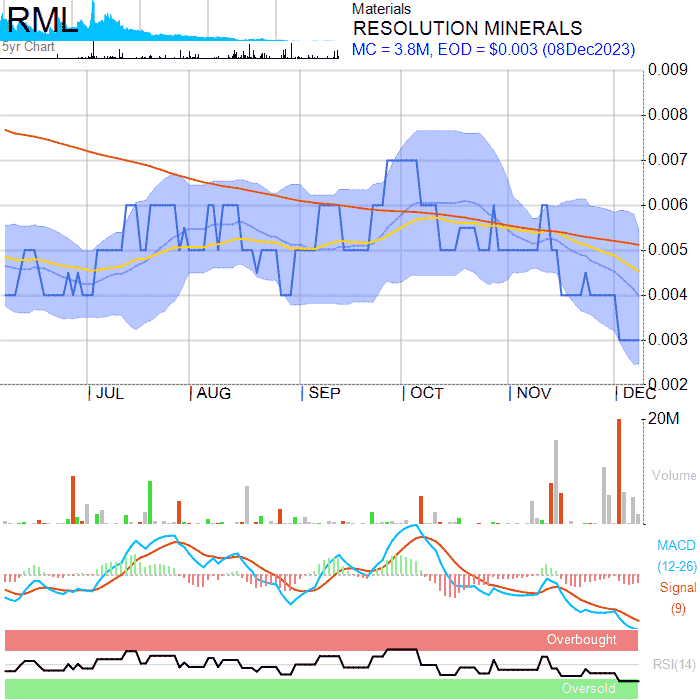 RML
5yr Chart
Materials
RESOLUTION MINERALS
MC = 3.8M, EOD = $0.003 (08Dec2023)
0.009
0.008
0.007
0.006
0.005
0.004
0.003
0.002
JUL AUG SEP OCT NOV DEC
20M
Volume
MACD
(12-26)
Signal
(9)
Overbought
RSI(14)
Oversold